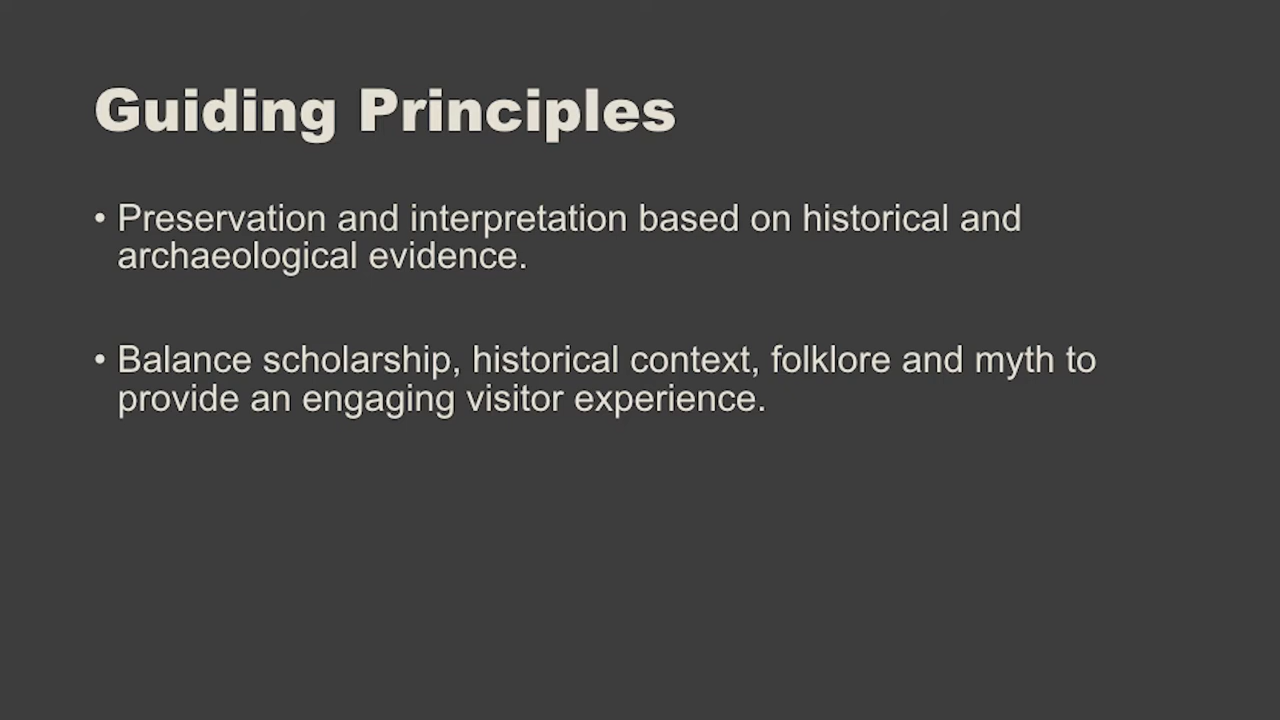 Guiding Principles
• Preservation and interpretation based on historical and
archaeological evidence.
• Balance scholarship, historical context, folklore and myth to
provide an engaging visitor experience.